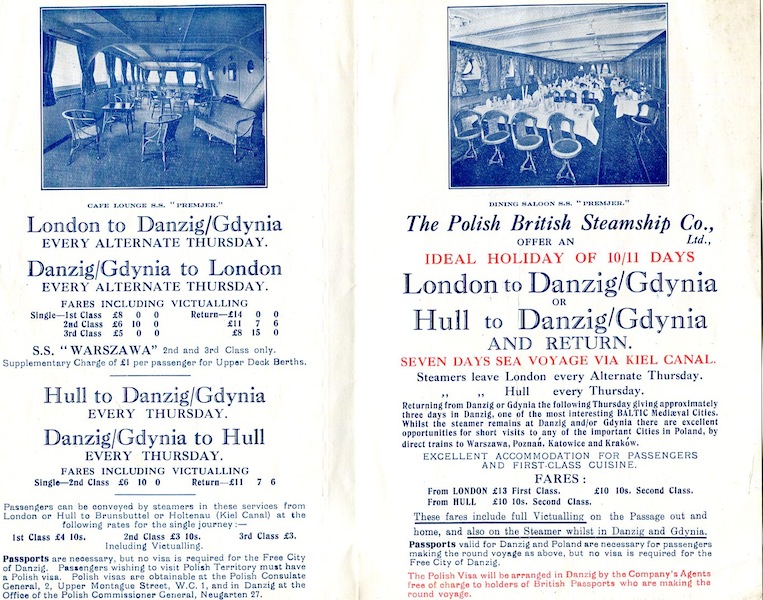 CAFE LOUNGE S.S. "PREMJER."
London to Danzig/Gdynia
EVERY ALTERNATE THURSDAY.
Danzig/Gdynia to London
EVERY ALTERNATE THURSDAY.
FARES INCLUDING VICTUALLING
Single—1st Class £8 0 0 Return—£14 0 0
2nd Class £6 10 0 £11 7 6
3rd Class £5 0 0 £8 15 0
S.S. "WARSZAWA" 2nd and 3rd Class only.
Supplementary Charge of £1 per passenger for Upper Deck Berths.
Hull to Danzig/Gdynia
EVERY THURSDAY.
Danzig/Gdynia to Hull
EVERY THURSDAY.
FARES INCLUDING VICTUALLING
Single—2nd Class £6 10 0 Return—£11 7 6
Passengers can be conveyed by steamers in these services from
London or Hull to Brunsbuttel or Holtenau (Kiel Canal) at the
following rates for the single journey:—
1st Class £4 10s. 2nd Class £3 10s. 3rd Class £3.
Including Victualling.
Passports are necessary, but no visa is required for the Free City
of Danzig. Passengers wishing to visit Polish Territory must have
a Polish visa. Polish visas are obtainable at the Polish Consulate
General, 2, Upper Montague Street, W.C. 1, and in Danzig at the
Office of the Polish Commissioner General, Neugarten 27.
DINING SALOON S.S. "PREMJER."
The Polish British Steamship Co.,
Ltd.,
OFFER AN
IDEAL HOLIDAY OF 10/11 DAYS
London to Danzig/Gdynia
OR
Hull to Danzig/Gdynia
AND RETURN.
SEVEN DAYS SEA VOYAGE VIA KIEL CANAL.
Steamers leave London every Alternate Thursday.
,, ,, Hull every Thursday.
Returning from Danzig or Gdynia the following Thursday giving approximately
three days in Danzig, one of the most interesting BALTIC Mediæval Cities.
Whilst the steamer remains at Danzig and/or Gdynia there are excellent
opportunities for short visits to any of the important Cities in Poland, by
direct trains to Warszawa, Poznań, Katowice and Kraków.
EXCELLENT ACCOMMODATION FOR PASSENGERS
AND FIRST-CLASS CUISINE.
FARES :
From LONDON £13 First Class. £10 10s. Second Class.
From HULL £10 10s. Second Class.
These fares include full Victualling on the Passage out and
home, and also on the Steamer whilst in Danzig and Gdynia.
Passports valid for Danzig and Poland are necessary for passengers
making the round voyage as above, but no visa is required for the
Free City of Danzig.
The Polish Visa will be arranged in Danzig by the Company's Agents
free of charge to holders of British Passports who are making the
round voyage.